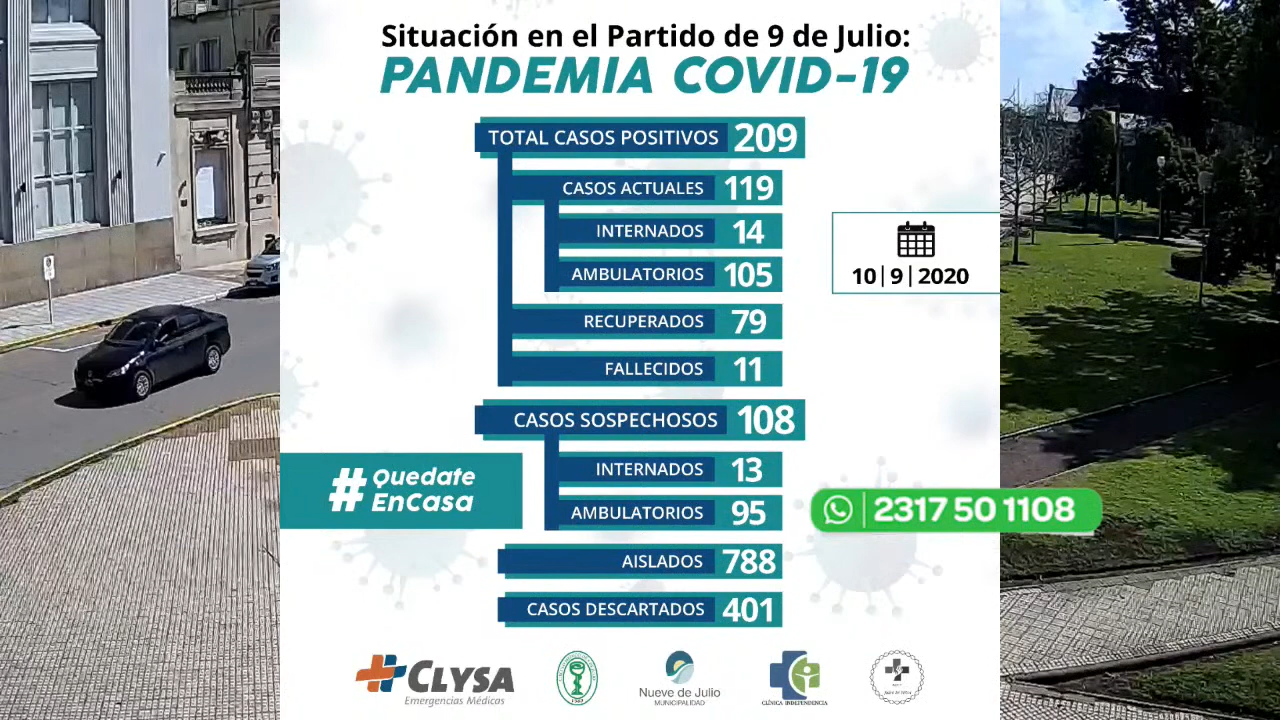 Situación en el Partido de 9 de Julio:
PANDEMIA COVID-19
TOTAL CASOS POSITIVOS 209
CASOS ACTUALES 119
INTERNADOS 14
AMBULATORIOS 105
10|9|2020
RECUPERADOS 79
FALLECIDOS 11
CASOS SOSPECHOSOS 108
INTERNADOS 13
#Quedate
EnCasa
AMBULATORIOS 95
2317 50 1108
AISLADOS 788
CASOS DESCARTADOS 401
CLYSA
Emergencias Médicas
Nueve de Julio
MUNICIPALIDAD
CLÍNICA INDEPENDENCIA